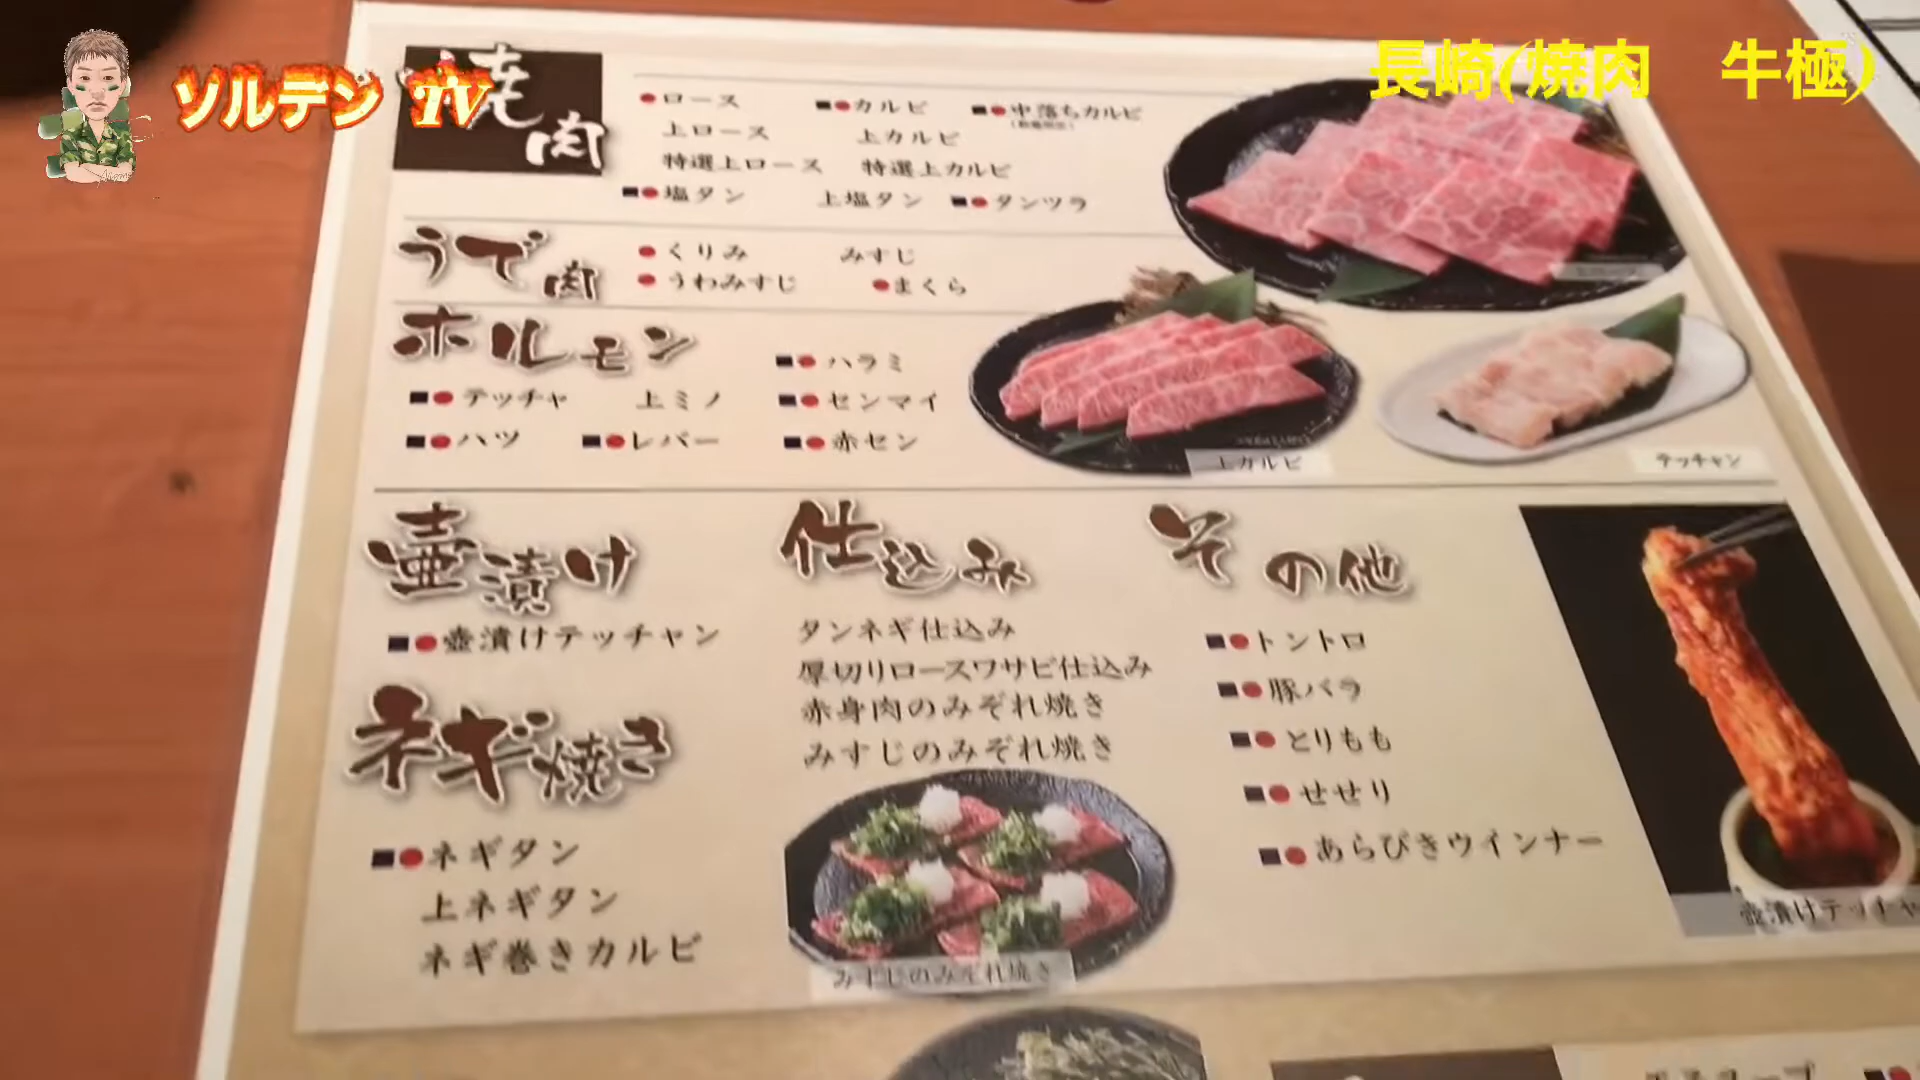 ソルデン TV
長崎(焼肉 牛極)
焼肉
ロース カルビ 中落ちカルビ
上ロース 上カルビ
特選上ロース 特選上カルビ
塩タン 上塩タン タンツラ
うで肉
くりみ みすじ
うわみすじ まくら
ホルモン
ハラミ
テッチャ 上ミノ センマイ
ハツ レバー 赤セン
上カルビ
テッチャン
壺漬け
壺漬けテッチャン
ネギ焼き
ネギタン
上ネギタン
ネギ巻きカルビ
仕込み
タンネギ仕込み
厚切りロースワサビ仕込み
赤身肉のみぞれ焼き
みすじのみぞれ焼き
みすじのみぞれ焼き
その他
トントロ
豚バラ
とりもも
せせり
あらびきウインナー
壺漬けテッチャ